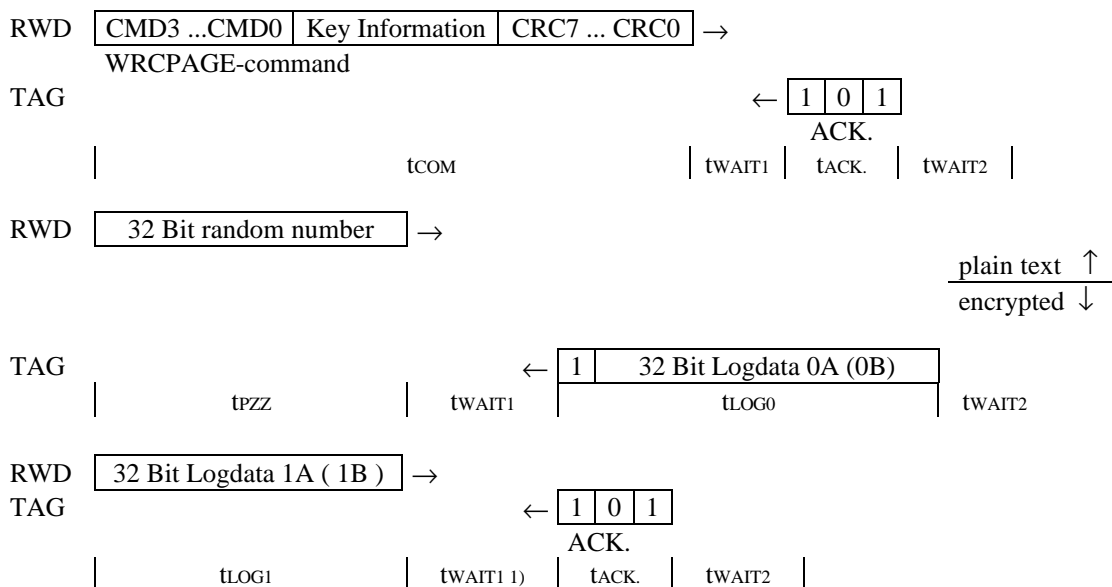 RWD CMD3 ...CMD0 Key Information CRC7 ... CRC0 →
WRCPAGE-command
TAG ← 1 0 1
ACK.
tCOM tWAIT1 tACK. tWAIT2
RWD 32 Bit random number →
plain text ↑
encrypted ↓
TAG ← 1 32 Bit Logdata 0A (0B)
tPZZ tWAIT1 tLOG0 tWAIT2
RWD 32 Bit Logdata 1A ( 1B ) →
TAG ← 1 0 1
ACK.
tLOG1 tWAIT1 1) tACK. tWAIT2